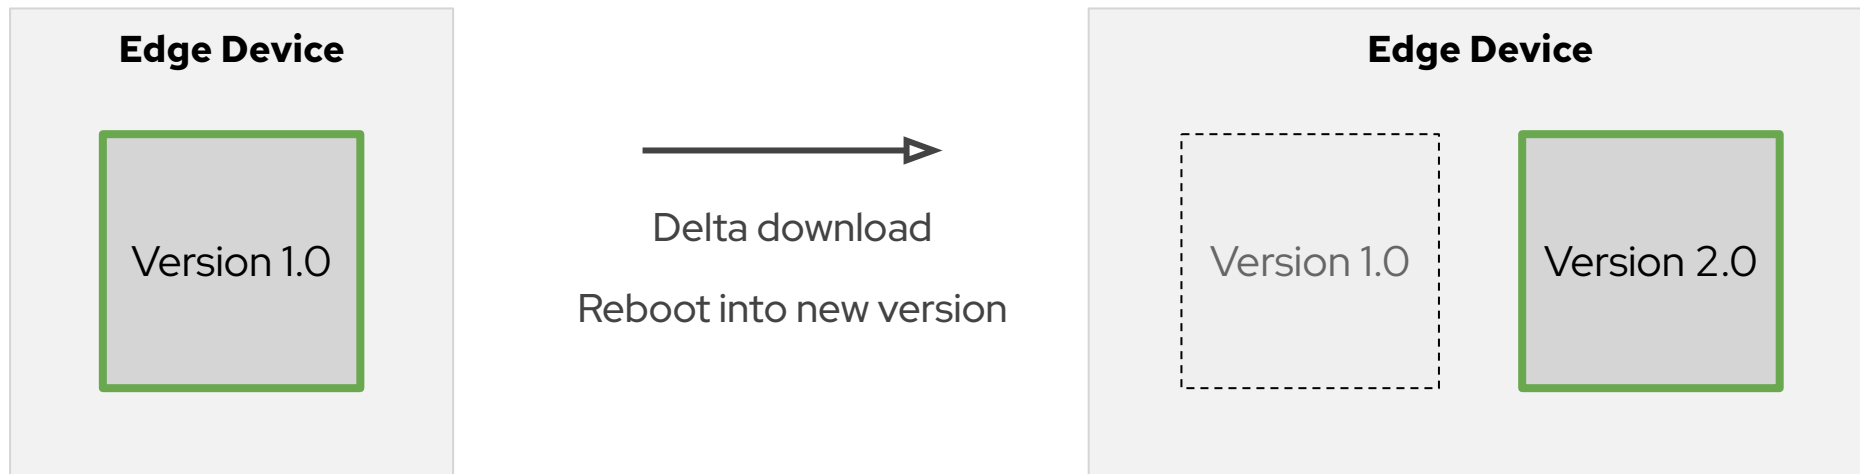 Edge Device
Version 1.0
Delta download
Reboot into new version
Edge Device
Version 1.0
Version 2.0